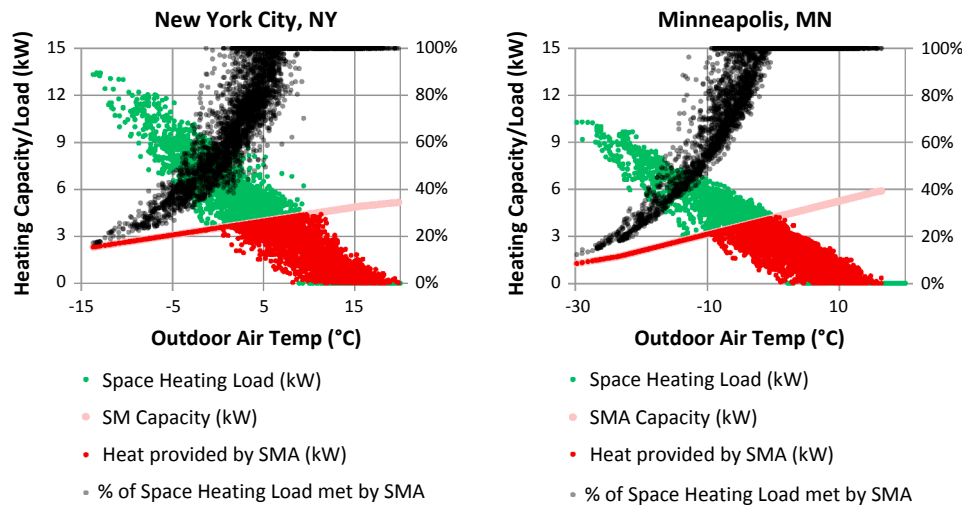 New York City, NY
Heating Capacity/Load (kW)
15
12
9
6
3
0
100%
80%
60%
40%
20%
0%
-15
-5
5
15
Outdoor Air Temp (°C)
Space Heating Load (kW)
SM Capacity (kW)
Heat provided by SMA (kW)
% of Space Heating Load met by SMA
Minneapolis, MN
Heating Capacity/Load (kW)
15
12
9
6
3
0
100%
80%
60%
40%
20%
0%
-30
-10
10
Outdoor Air Temp (°C)
Space Heating Load (kW)
SMA Capacity (kW)
Heat provided by SMA (kW)
% of Space Heating Load met by SMA